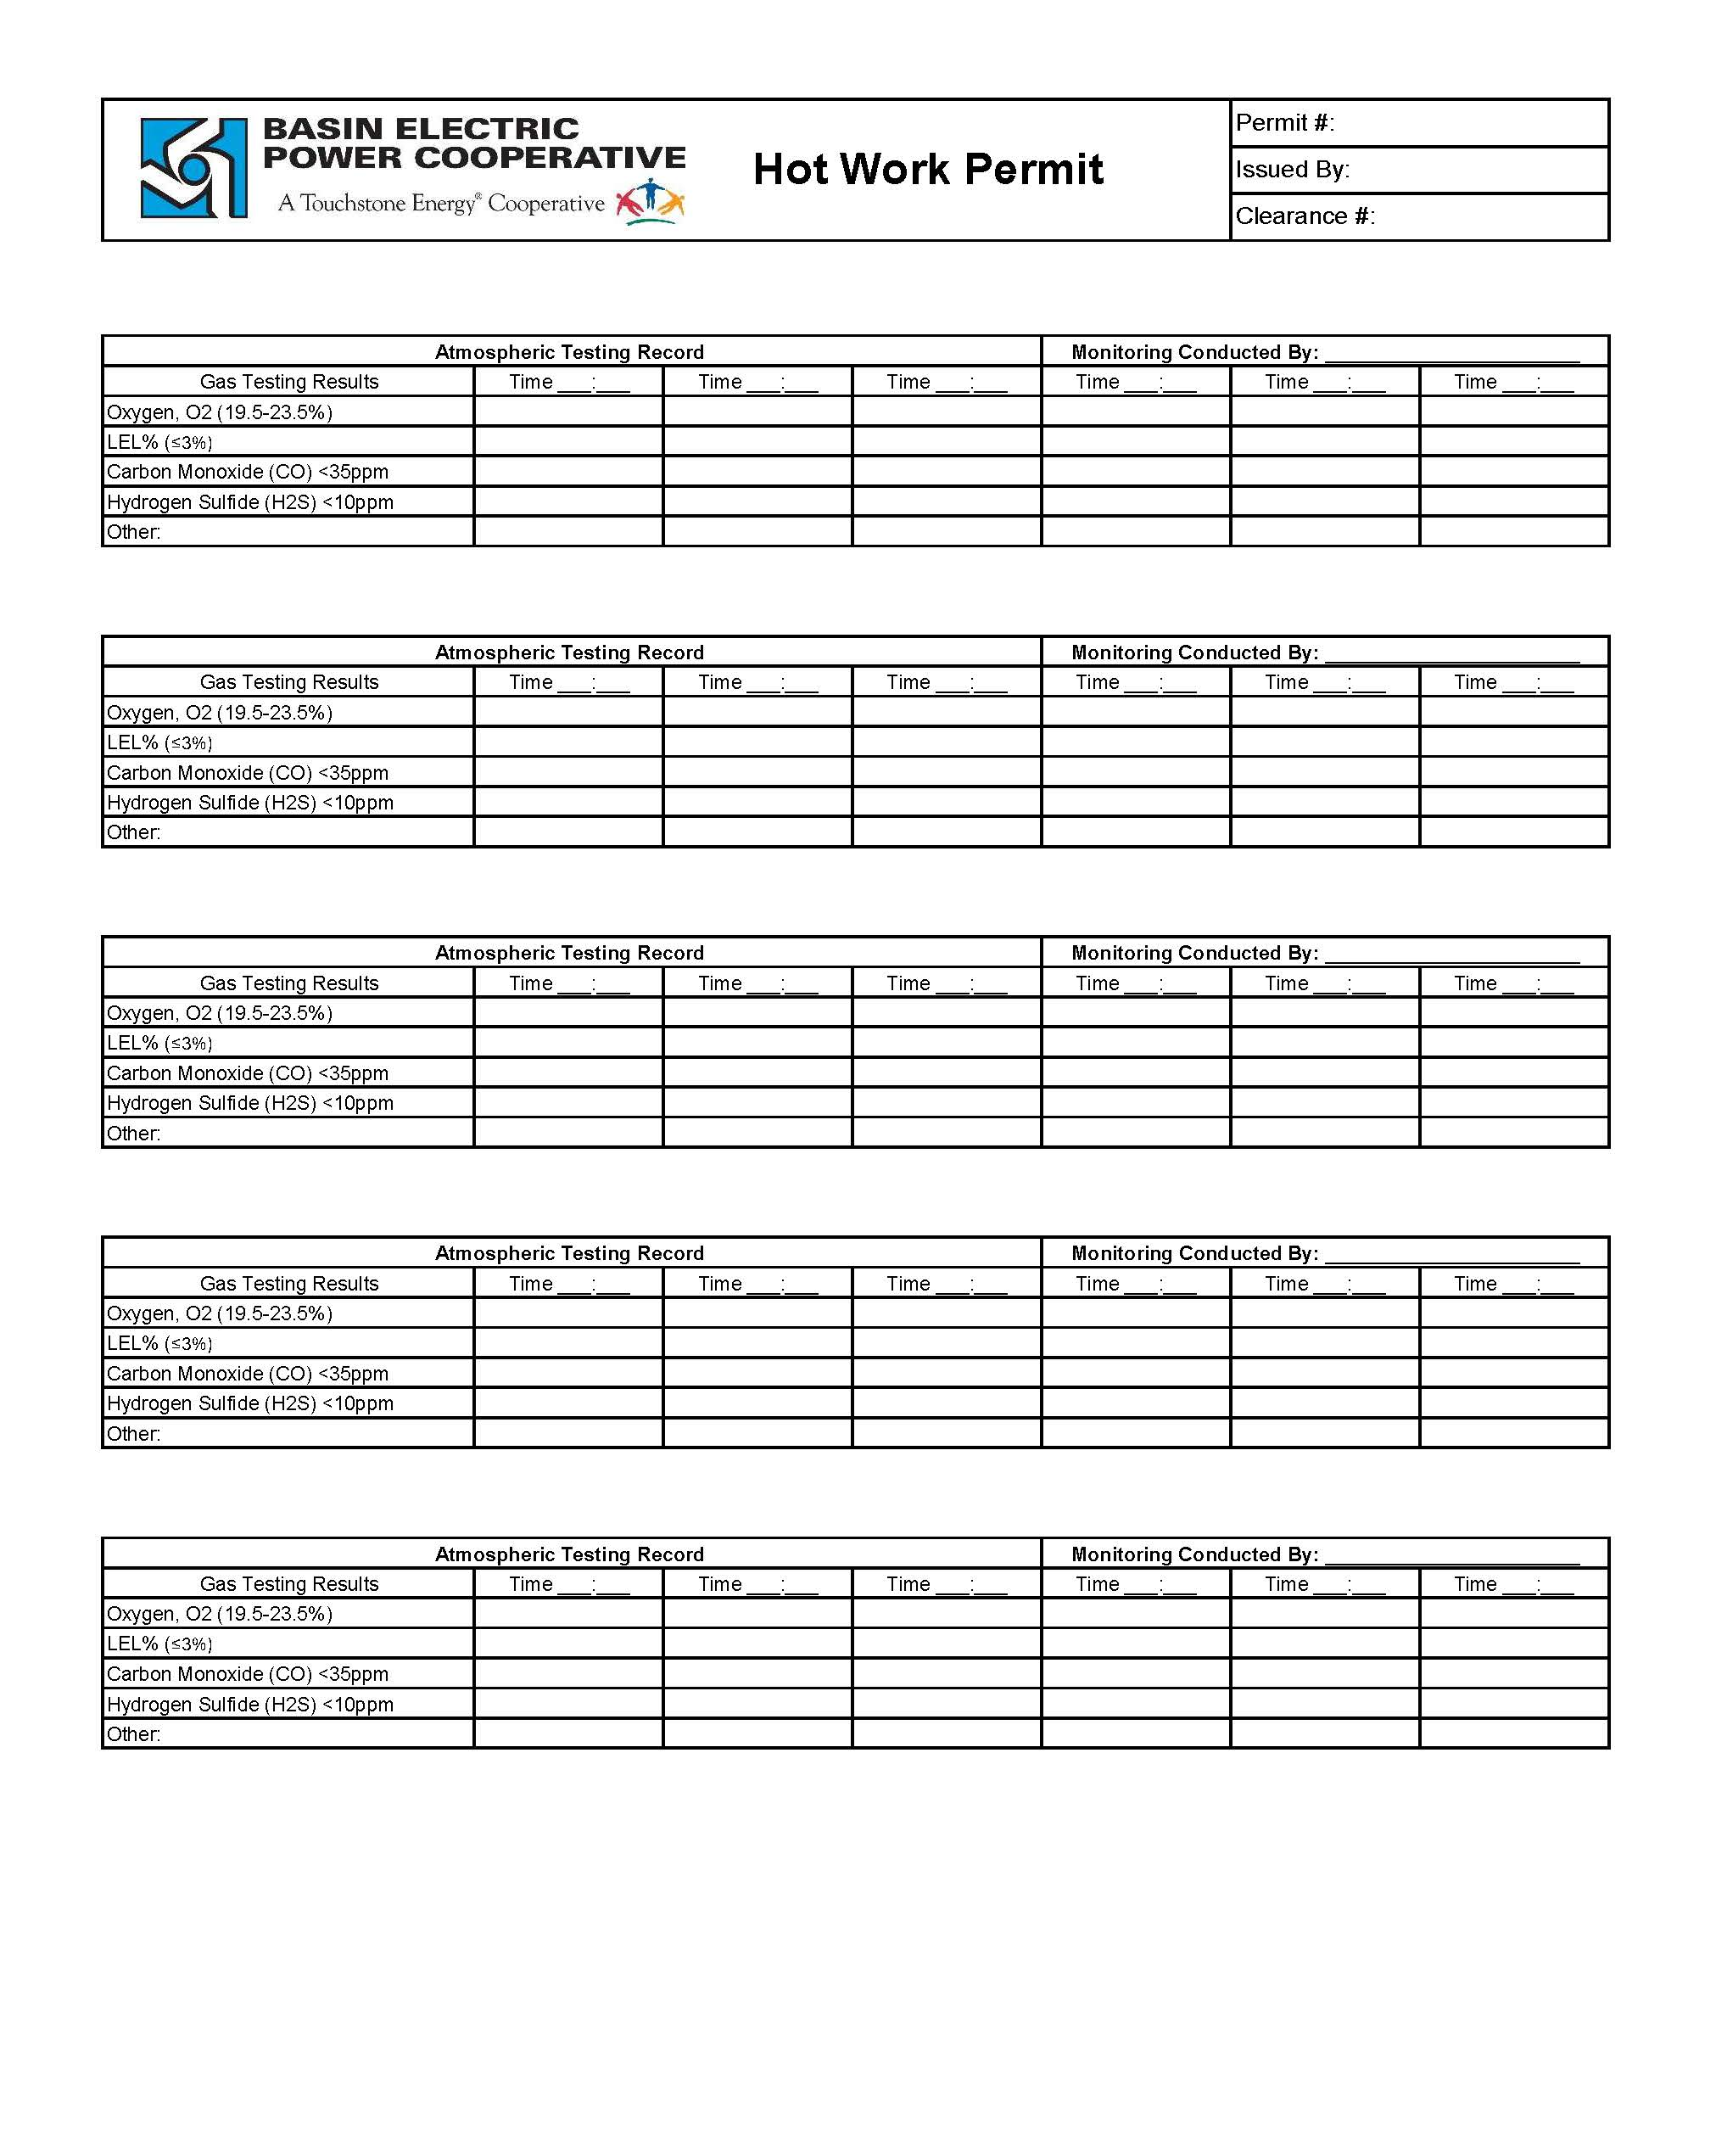 BASIN ELECTRIC
POWER COOPERATIVE
A Touchstone Energy® Cooperative
Hot Work Permit
Permit #:
Issued By:
Clearance #:
Atmospheric Testing Record Monitoring Conducted By: _______________________
Gas Testing Results Time ___:___ Time ___:___ Time ___:___ Time ___:___ Time ___:___ Time ___:___
Oxygen, O2 (19.5-23.5%)
LEL% (≤3%)
Carbon Monoxide (CO) <35ppm
Hydrogen Sulfide (H2S) <10ppm
Other:
Atmospheric Testing Record Monitoring Conducted By: _______________________
Gas Testing Results Time ___:___ Time ___:___ Time ___:___ Time ___:___ Time ___:___ Time ___:___
Oxygen, O2 (19.5-23.5%)
LEL% (≤3%)
Carbon Monoxide (CO) <35ppm
Hydrogen Sulfide (H2S) <10ppm
Other:
Atmospheric Testing Record Monitoring Conducted By: _______________________
Gas Testing Results Time ___:___ Time ___:___ Time ___:___ Time ___:___ Time ___:___ Time ___:___
Oxygen, O2 (19.5-23.5%)
LEL% (≤3%)
Carbon Monoxide (CO) <35ppm
Hydrogen Sulfide (H2S) <10ppm
Other:
Atmospheric Testing Record Monitoring Conducted By: _______________________
Gas Testing Results Time ___:___ Time ___:___ Time ___:___ Time ___:___ Time ___:___ Time ___:___
Oxygen, O2 (19.5-23.5%)
LEL% (≤3%)
Carbon Monoxide (CO) <35ppm
Hydrogen Sulfide (H2S) <10ppm
Other:
Atmospheric Testing Record Monitoring Conducted By: _______________________
Gas Testing Results Time ___:___ Time ___:___ Time ___:___ Time ___:___ Time ___:___ Time ___:___
Oxygen, O2 (19.5-23.5%)
LEL% (≤3%)
Carbon Monoxide (CO) <35ppm
Hydrogen Sulfide (H2S) <10ppm
Other: